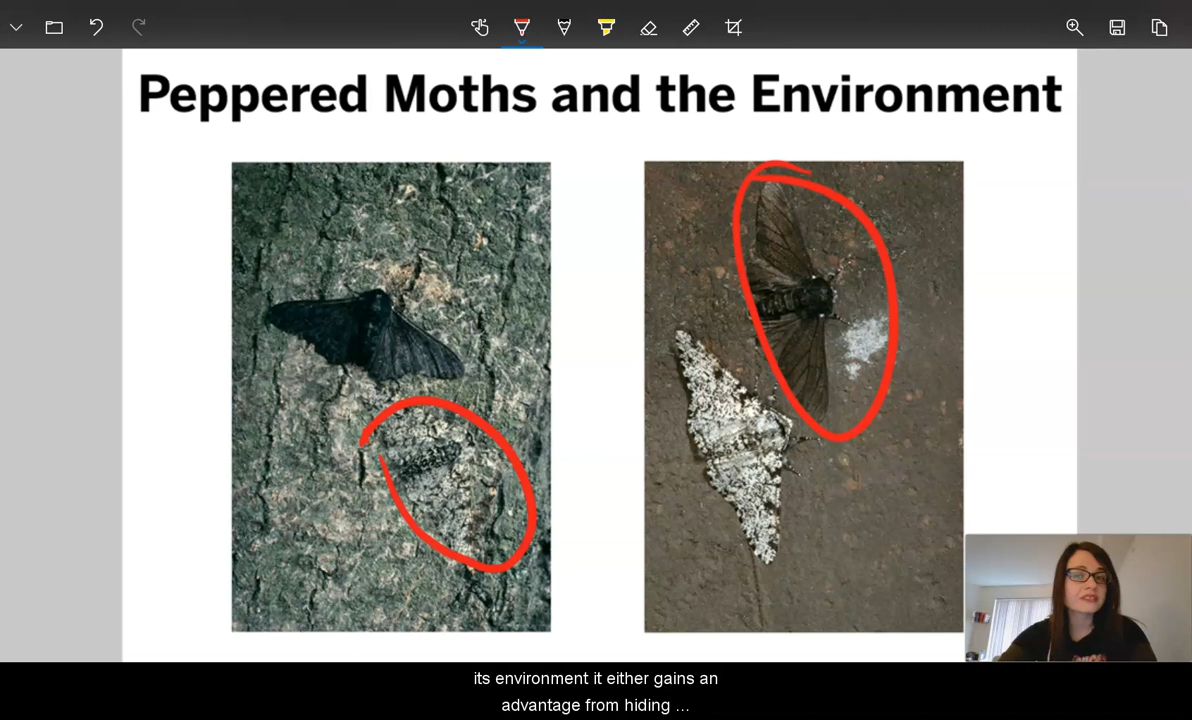 Peppered Moths and the Environment
its environment it either gains an
advantage from hiding ...